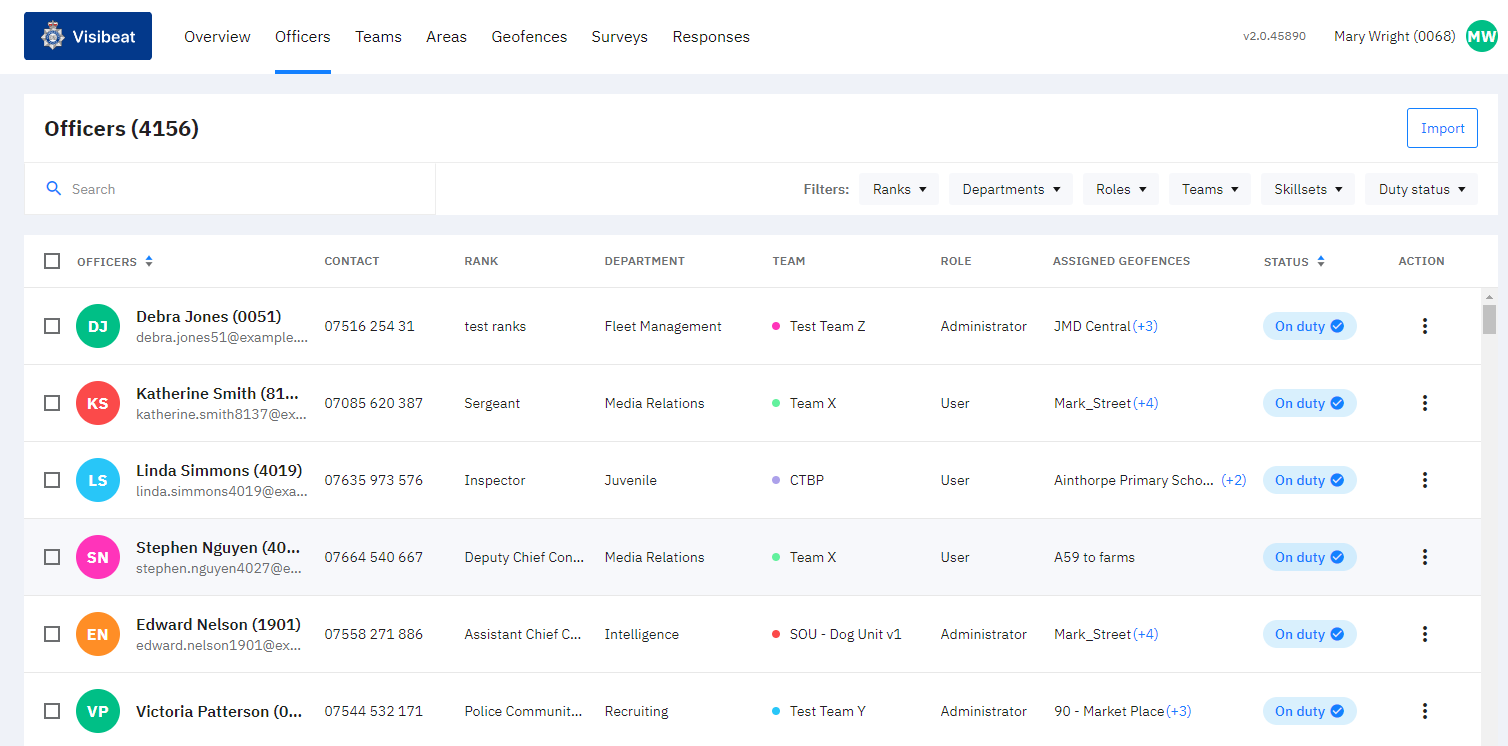 Visibeat Overview Officers Teams Areas Geofences Surveys Responses v2.0.45890 Mary Wright (0068) MW
Officers (4156) Import
Search Filters: Ranks Departments Roles Teams Skillsets Duty status
OFFICERS CONTACT RANK DEPARTMENT TEAM ROLE ASSIGNED GEOFENCES STATUS ACTION
DJ Debra Jones (0051) 07516 254 31 test ranks Fleet Management Test Team Z Administrator JMD Central (+3) On duty
debra.jones51@example....
KS Katherine Smith (81... 07085 620 387 Sergeant Media Relations Team X User Mark_Street (+4) On duty
katherine.smith8137@ex...
LS Linda Simmons (4019) 07635 973 576 Inspector Juvenile CTBP User Ainthorpe Primary Scho... (+2) On duty
linda.simmons4019@exa...
SN Stephen Nguyen (40... 07664 540 667 Deputy Chief Con... Media Relations Team X User A59 to farms On duty
stephen.nguyen4027@e...
EN Edward Nelson (1901) 07558 271 886 Assistant Chief C... Intelligence SOU - Dog Unit v1 Administrator Mark_Street (+4) On duty
edward.nelson1901@ex...
VP Victoria Patterson (0... 07544 532 171 Police Communit... Recruiting Test Team Y Administrator 90 - Market Place (+3) On duty